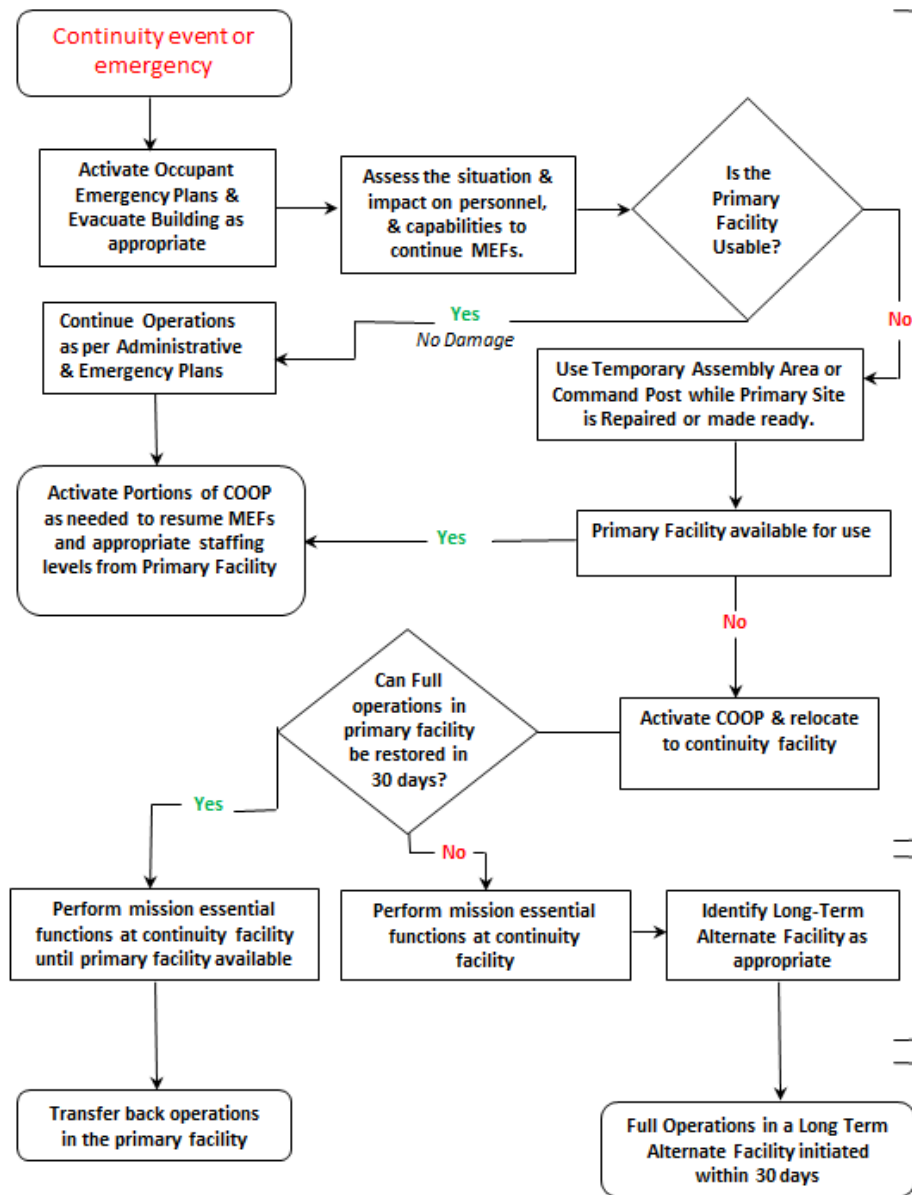 Continuity event or
emergency
Activate Occupant
Emergency Plans &
Evacuate Building as
appropriate
Assess the situation &
impact on personnel,
& capabilities to
continue MEFs.
Is the
Primary
Facility
Usable?
Yes
No Damage
No
Continue Operations
as per Administrative
& Emergency Plans
Use Temporary Assembly Area or
Command Post while Primary Site
is Repaired or made ready.
Activate Portions of COOP
as needed to resume MEFs
and appropriate staffing
levels from Primary Facility
Yes
Primary Facility available for use
No
Can Full
operations in
primary facility
be restored in
30 days?
Activate COOP & relocate
to continuity facility
Yes
No
Perform mission essential
functions at continuity facility
until primary facility available
Perform mission essential
functions at continuity
facility
Identify Long-Term
Alternate Facility as
appropriate
Transfer back operations
in the primary facility
Full Operations in a Long Term
Alternate Facility initiated
within 30 days